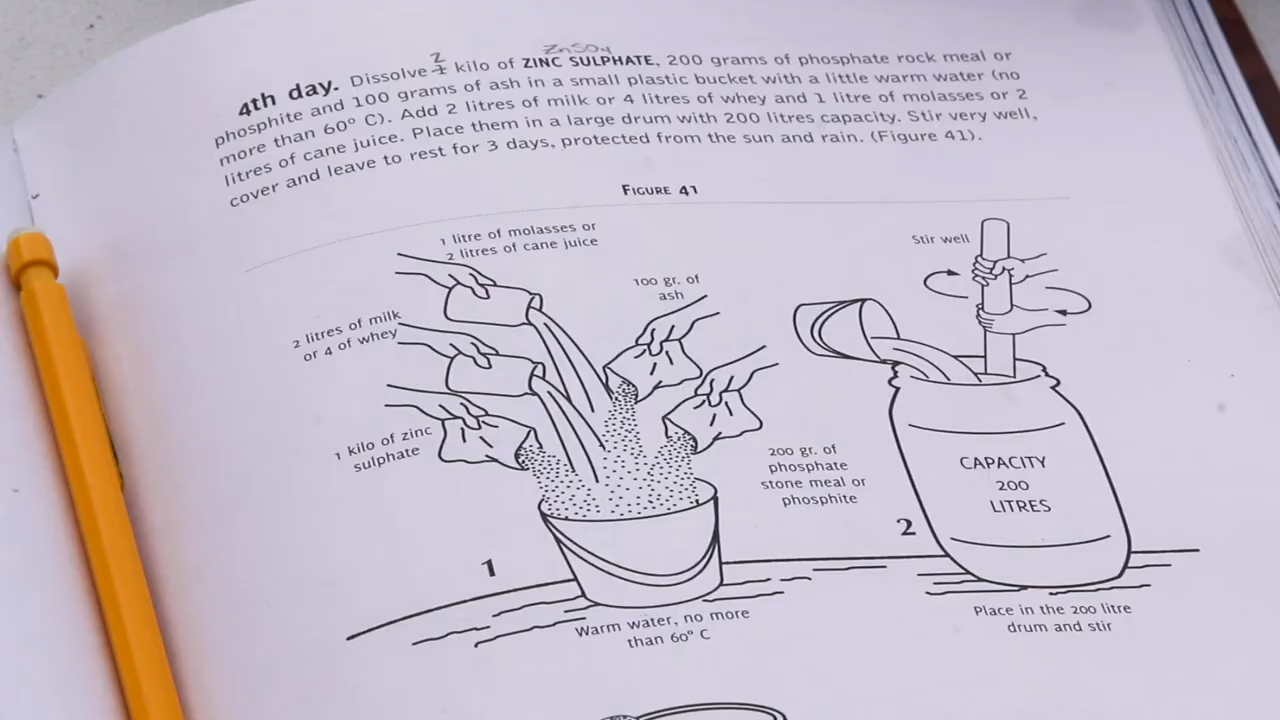 ZnSO4
2
4th day. Dissolve 1 kilo of ZINC SULPHATE, 200 grams of phosphate rock meal or
phosphite and 100 grams of ash in a small plastic bucket with a little warm water (no
more than 60º C). Add 2 litres of milk or 4 litres of whey and 1 litre of molasses or 2
litres of cane juice. Place them in a large drum with 200 litres capacity. Stir very well,
cover and leave to rest for 3 days, protected from the sun and rain. (Figure 41).
FIGURE 41
1 litre of molasses or
2 litres of cane juice
100 gr. of
ash
2 litres of milk
or 4 of whey
1 kilo of zinc
sulphate
200 gr. of
phosphate
stone meal or
phosphite
1
Warm water, no more
than 60º C
Stir well
CAPACITY
200
LITRES
2
Place in the 200 litre
drum and stir